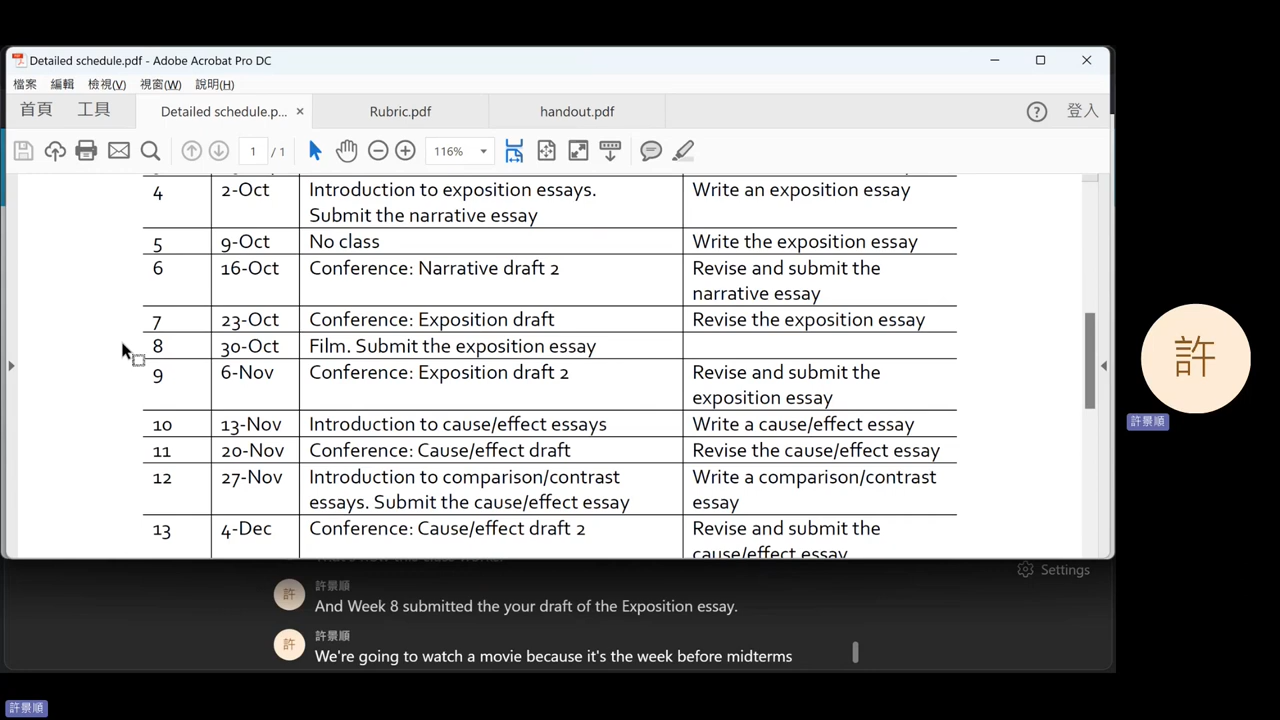 Detailed schedule.pdf - Adobe Acrobat Pro DC
檔案 編輯 檢視(V) 視窗(W) 說明(H)
首頁 工具 Detailed schedule.p... × Rubric.pdf handout.pdf ? 登入
1 / 1 116%
4 2-Oct Introduction to exposition essays. Write an exposition essay
Submit the narrative essay
5 9-Oct No class Write the exposition essay
6 16-Oct Conference: Narrative draft 2 Revise and submit the
narrative essay
7 23-Oct Conference: Exposition draft Revise the exposition essay
8 30-Oct Film. Submit the exposition essay
9 6-Nov Conference: Exposition draft 2 Revise and submit the
exposition essay
10 13-Nov Introduction to cause/effect essays Write a cause/effect essay
11 20-Nov Conference: Cause/effect draft Revise the cause/effect essay
12 27-Nov Introduction to comparison/contrast Write a comparison/contrast
essays. Submit the cause/effect essay essay
13 4-Dec Conference: Cause/effect draft 2 Revise and submit the
cause/effect essay
Settings
許景順
許 And Week 8 submitted the your draft of the Exposition essay.
許景順
許 We're going to watch a movie because it's the week before midterms
許
許景順
許景順